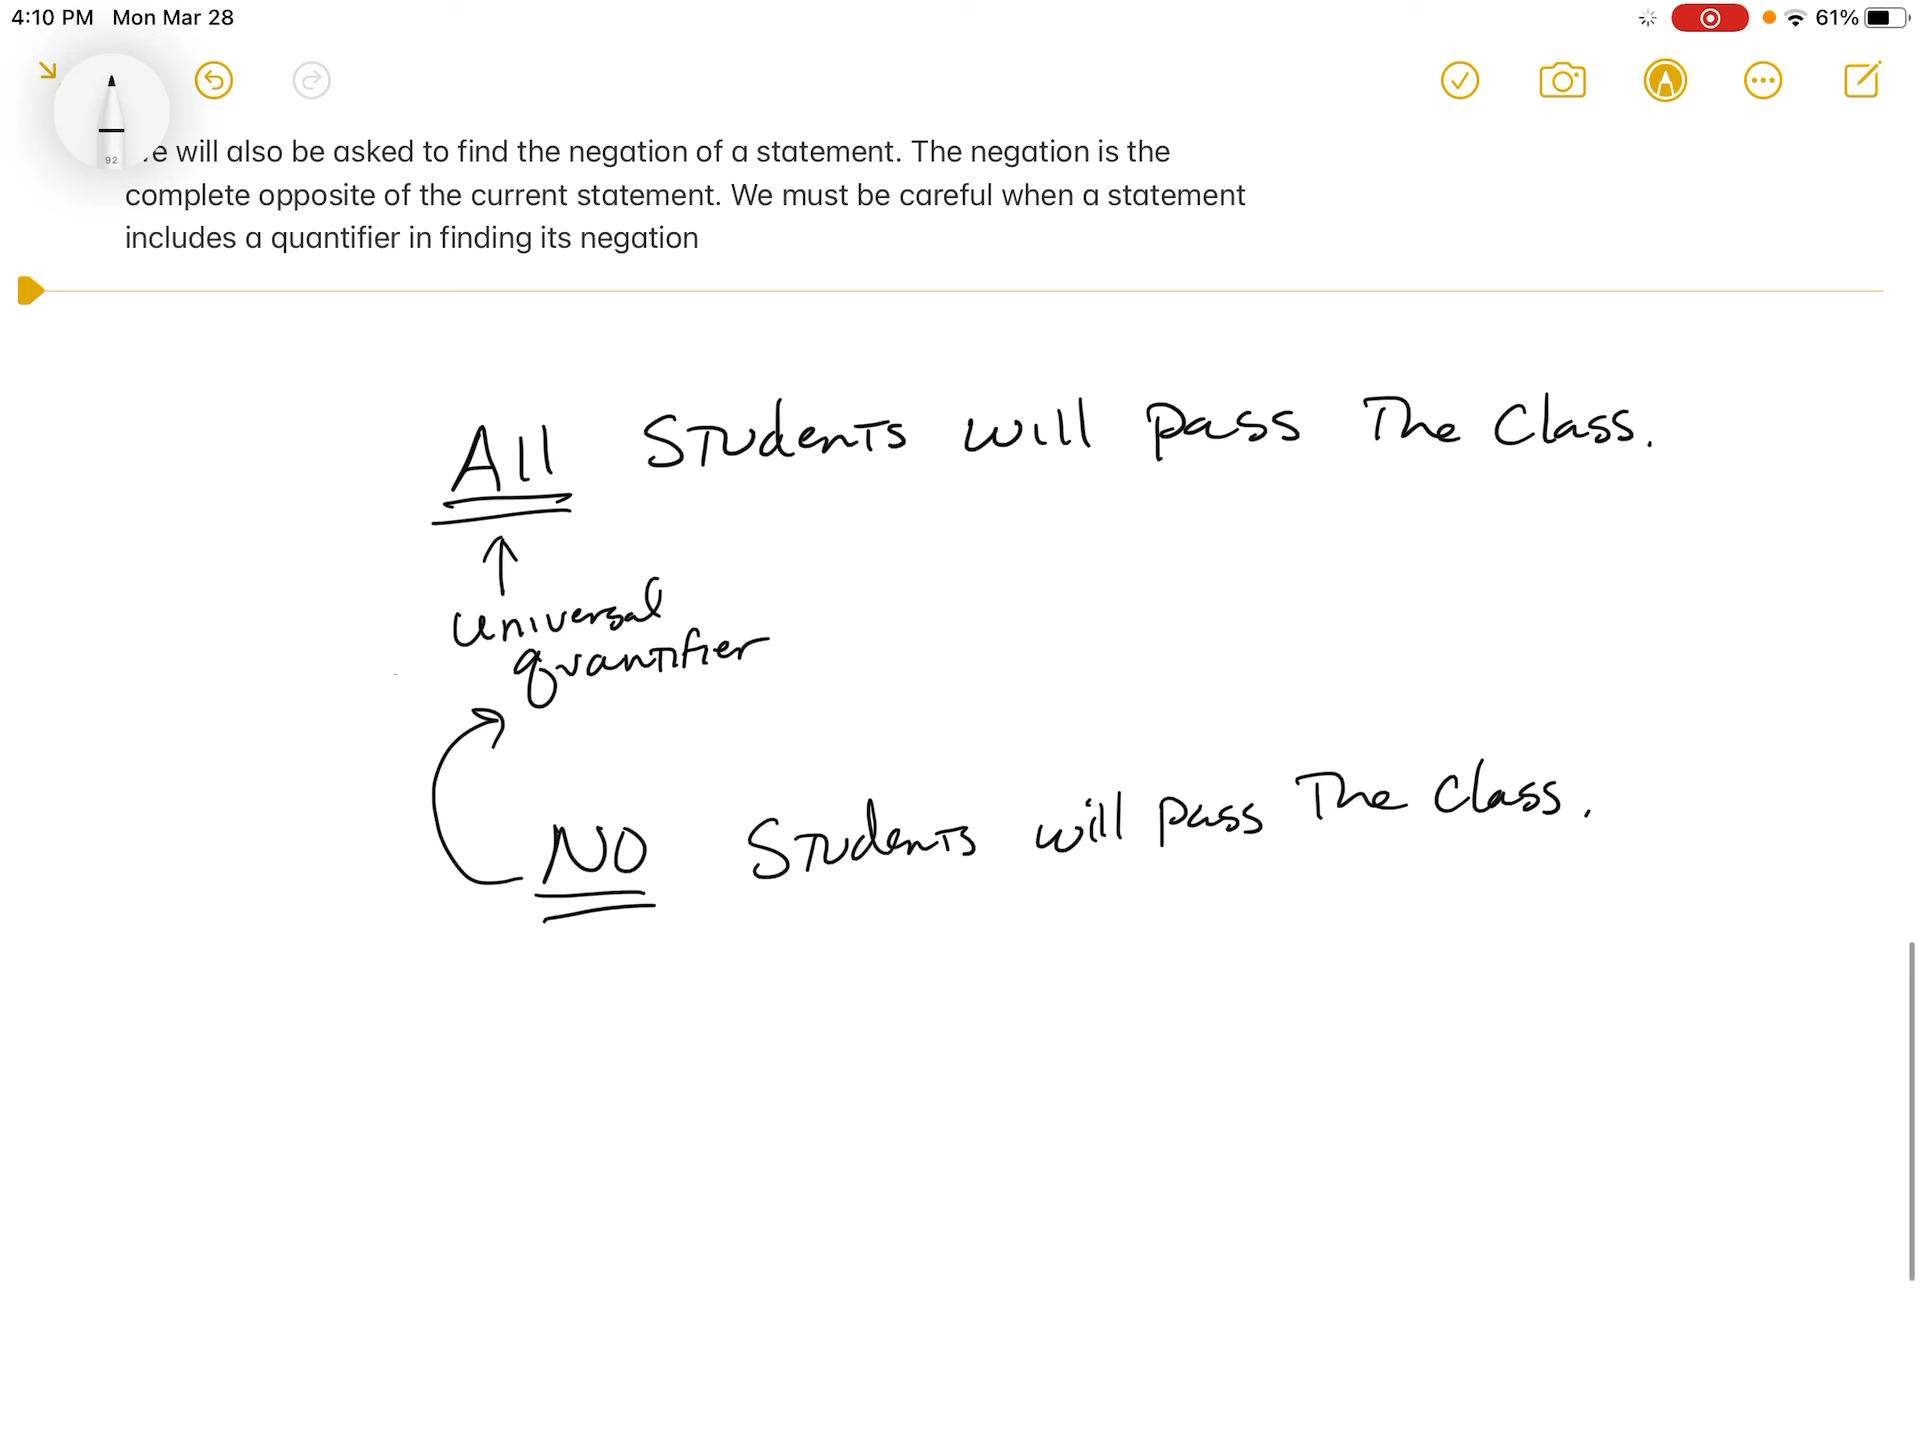 4:10 PM Mon Mar 28
61%
92
e will also be asked to find the negation of a statement. The negation is the
complete opposite of the current statement. We must be careful when a statement
includes a quantifier in finding its negation
All Students will pass The Class.
universal
quantifier
NO Students will pass The Class.